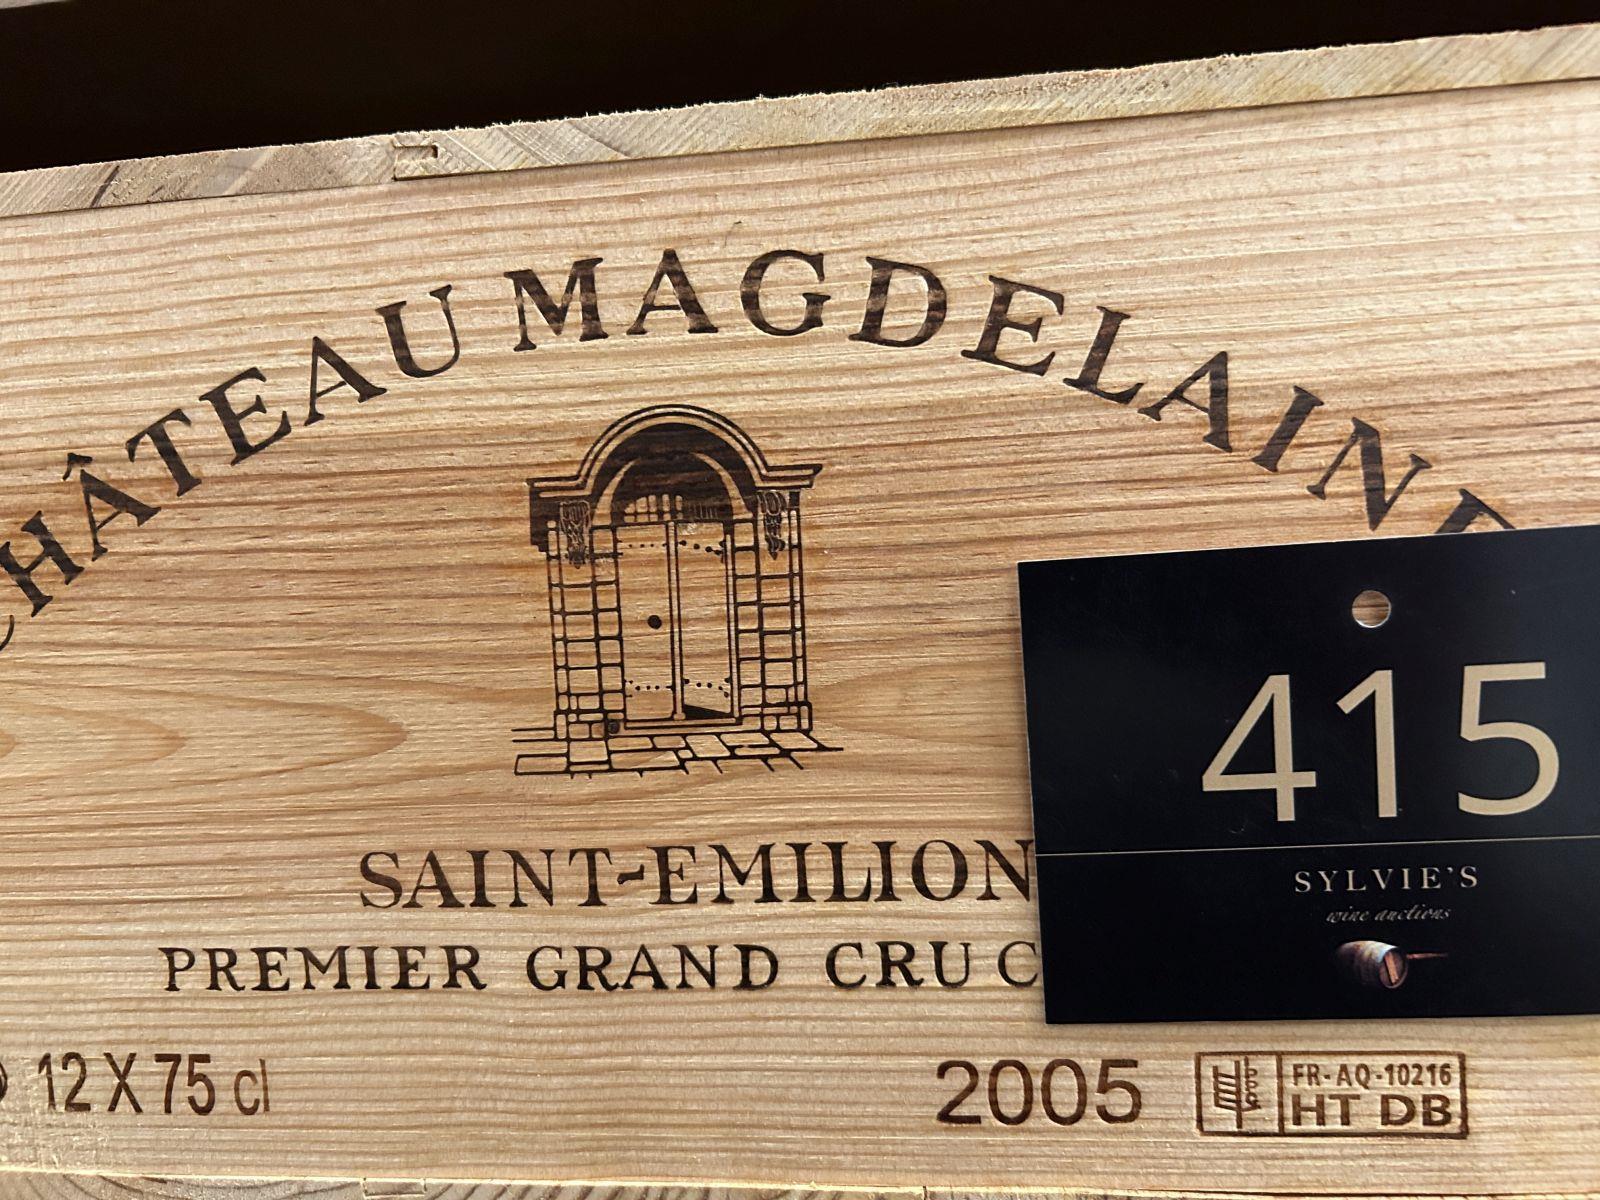 CHÂTEAU MAGDELAINE
SAINT-EMILION
PREMIER GRAND CRU C
415
SYLVIE'S
wine auctions
12 X 75 cl
2005
FR-AQ-10216
HT DB